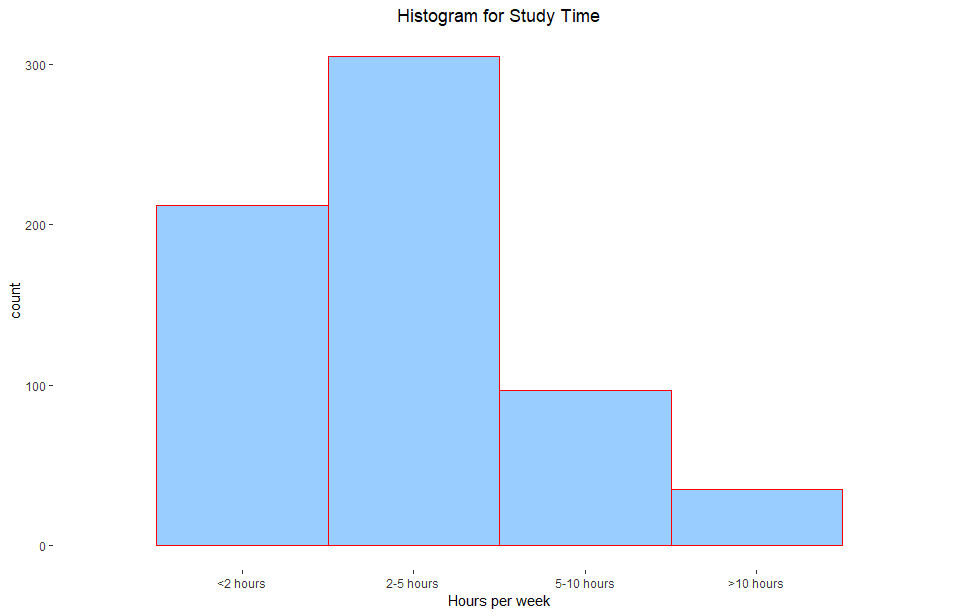 Histogram for Study Time
300
200
100
0
count
<2 hours
2-5 hours
5-10 hours
>10 hours
Hours per week